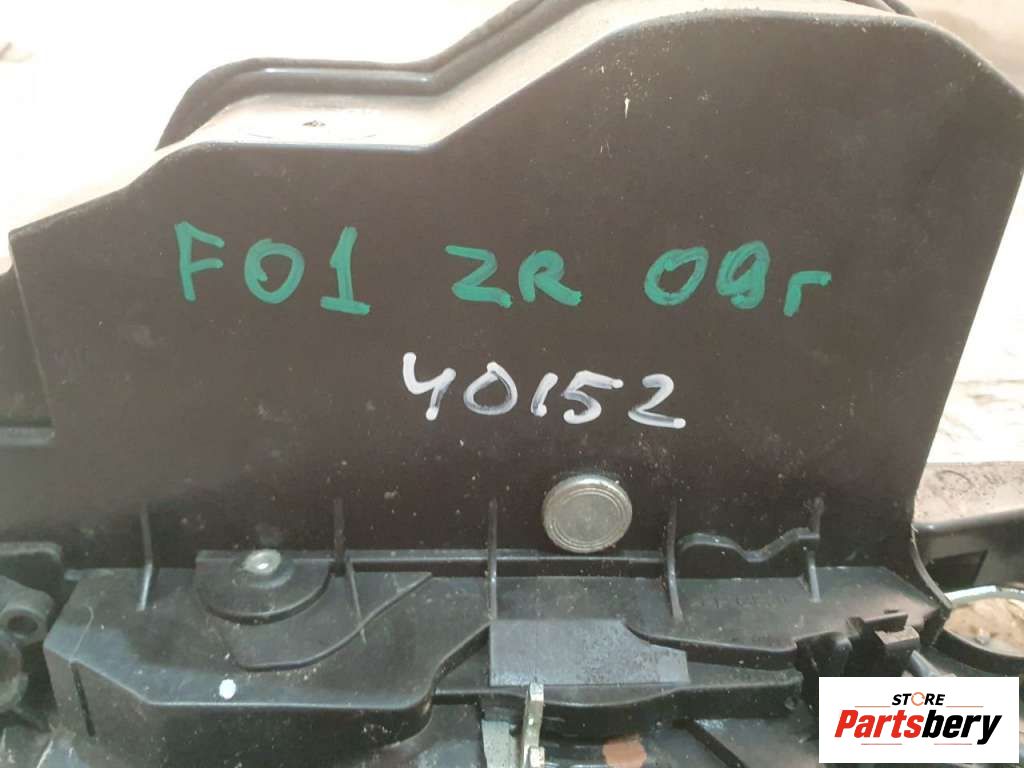 F01 ZR 09г
40152
STORE
Partsbery